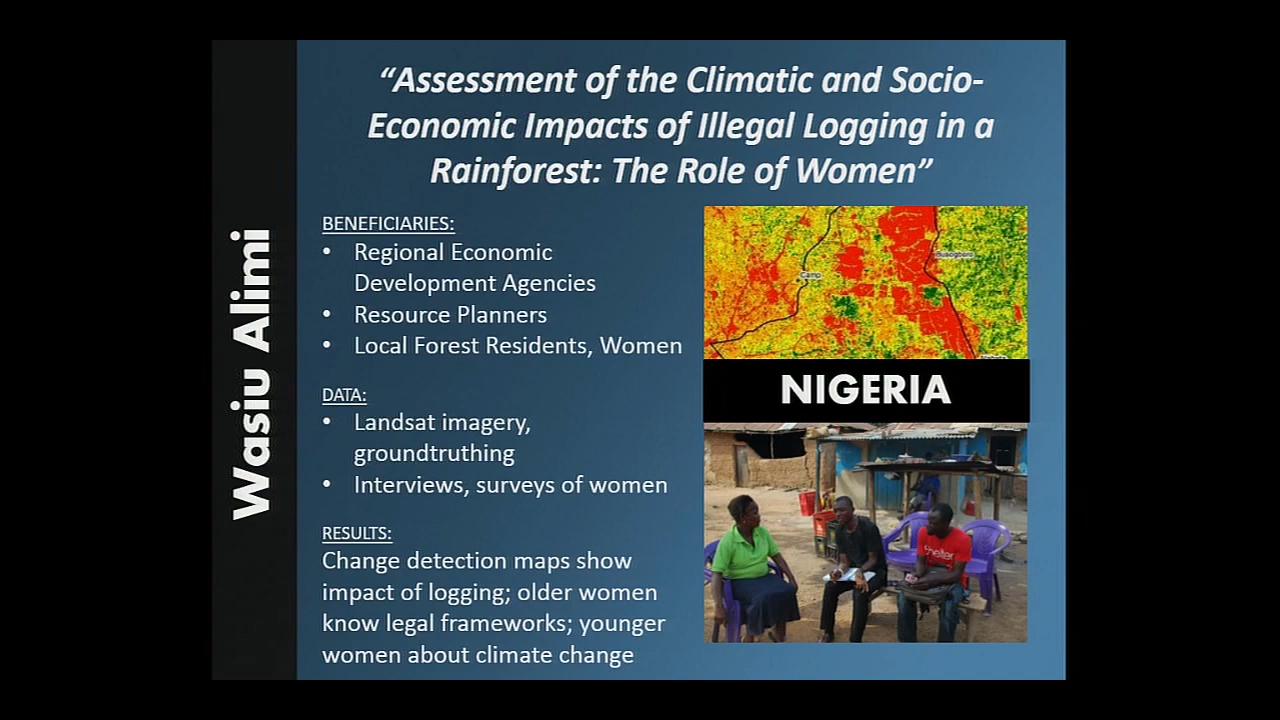 “Assessment of the Climatic and Socio-
Economic Impacts of Illegal Logging in a
Rainforest: The Role of Women”
Wasiu Alimi
BENEFICIARIES:
• Regional Economic
Development Agencies
• Resource Planners
• Local Forest Residents, Women
DATA:
• Landsat imagery,
groundtruthing
• Interviews, surveys of women
RESULTS:
Change detection maps show
impact of logging; older women
know legal frameworks; younger
women about climate change
Camp
NIGERIA